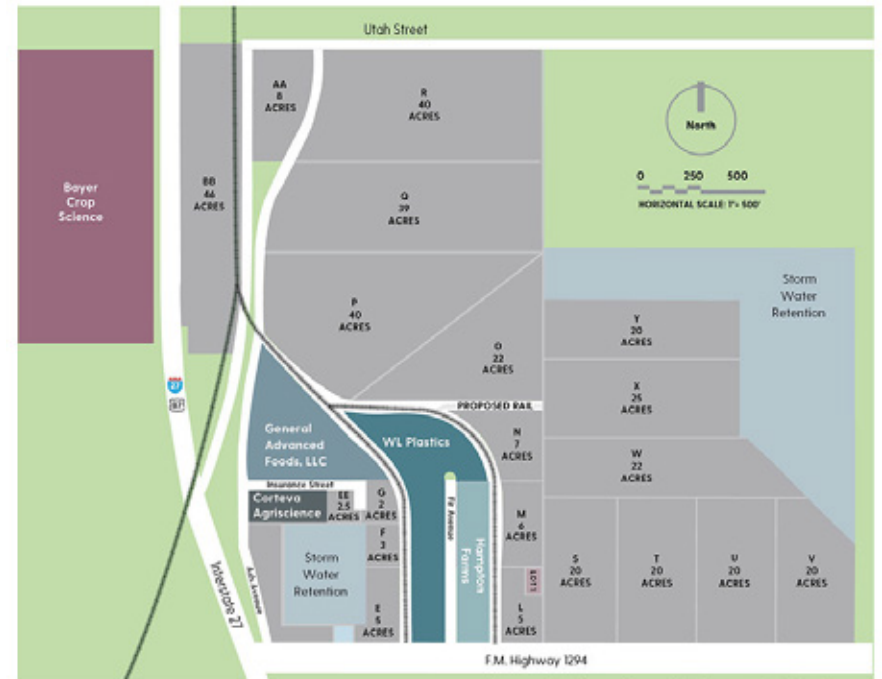 Utah Street
AA
8
ACRES
R
40
ACRES
North
0 250 500
HORIZONTAL SCALE: 1"= 500'
Bayer
Crop
Science
BB
46
ACRES
Q
39
ACRES
Storm
Water
Retention
P
40
ACRES
Y
20
ACRES
O
22
ACRES
X
25
ACRES
27
87
PROPOSED RAIL
General
Advanced
Foods, LLC
WL Plastics
N
7
ACRES
W
22
ACRES
Insurance Street
Corteva
Agriscience
EE
2.5
ACRES
G
2
ACRES
Fir Avenue
M
6
ACRES
F
3
ACRES
Hampton
Farms
Storm
Water
Retention
S
20
ACRES
T
20
ACRES
U
20
ACRES
V
20
ACRES
LOT 1
Interstate 27
Ash Avenue
E
5
ACRES
L
5
ACRES
F.M. Highway 1294